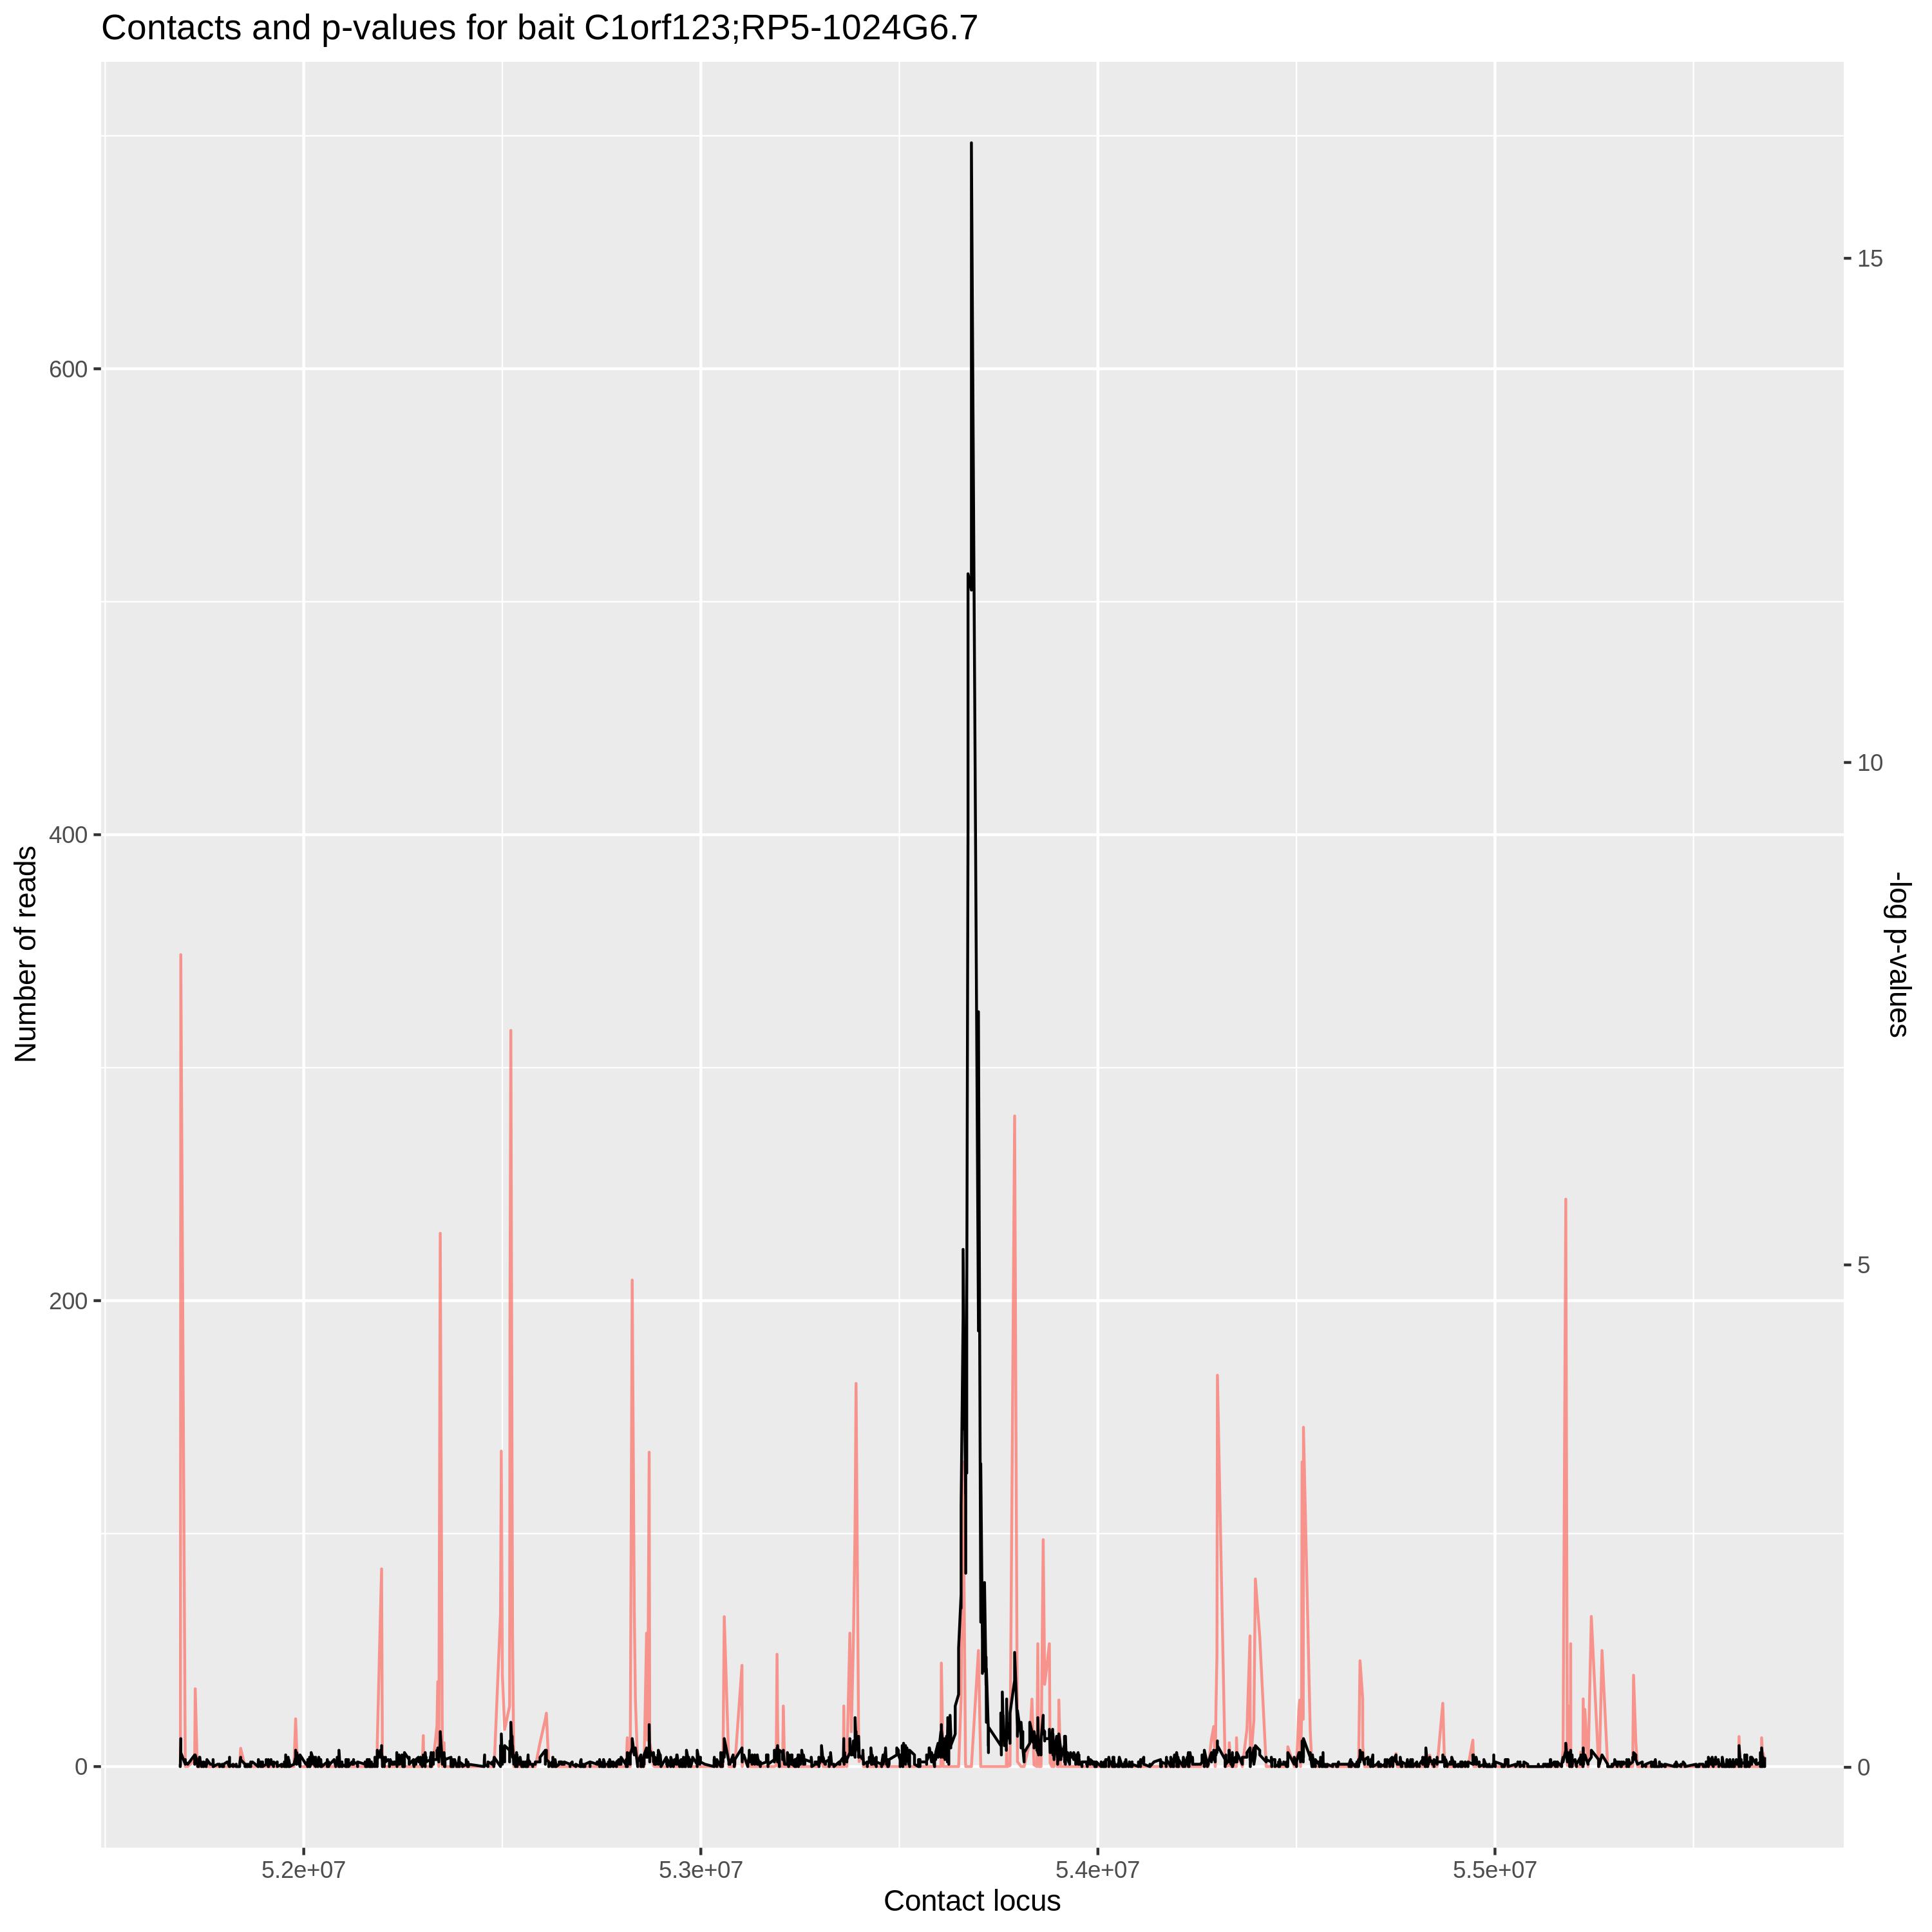 Contacts and p-values for bait C1orf123;RP5-1024G6.7
Number of reads
600
400
200
0
15
10
5
0
-log p-values
5.2e+07 5.3e+07 5.4e+07 5.5e+07
Contact locus